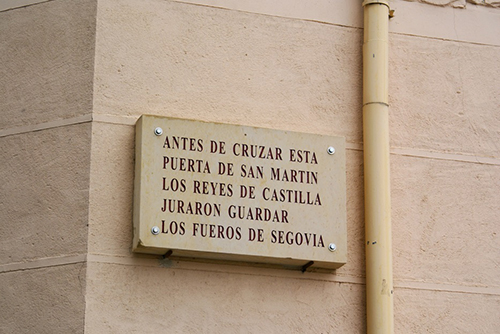 ANTES DE CRUZAR ESTA
PUERTA DE SAN MARTIN
LOS REYES DE CASTILLA
JURARON GUARDAR
LOS FUEROS DE SEGOVIA